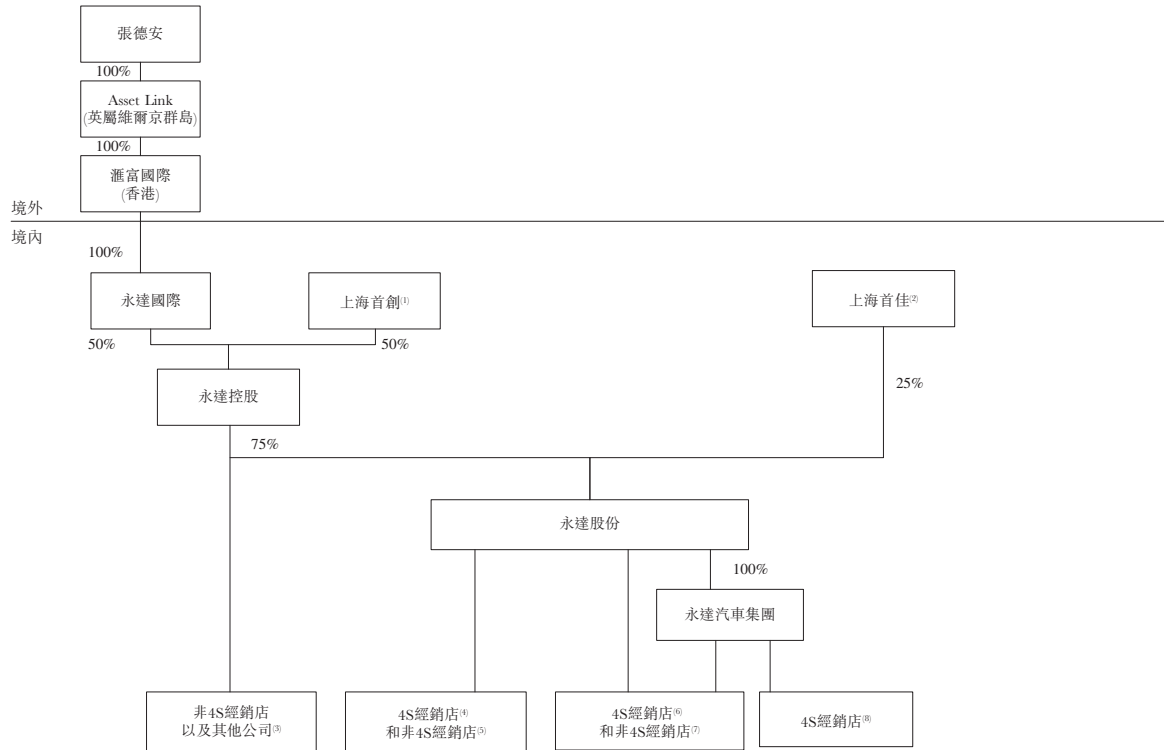 張德安
100%
Asset Link
(英屬維爾京群島)
100%
滙富國際
(香港)
境外
境內
100%
永達國際
上海首創(1)
上海首佳(2)
50%
50%
永達控股
25%
75%
永達股份
100%
永達汽車集團
非4S經銷店
以及其他公司(3)
4S經銷店(4)
和非4S經銷店(5)
4S經銷店(6)
和非4S經銷店(7)
4S經銷店(8)